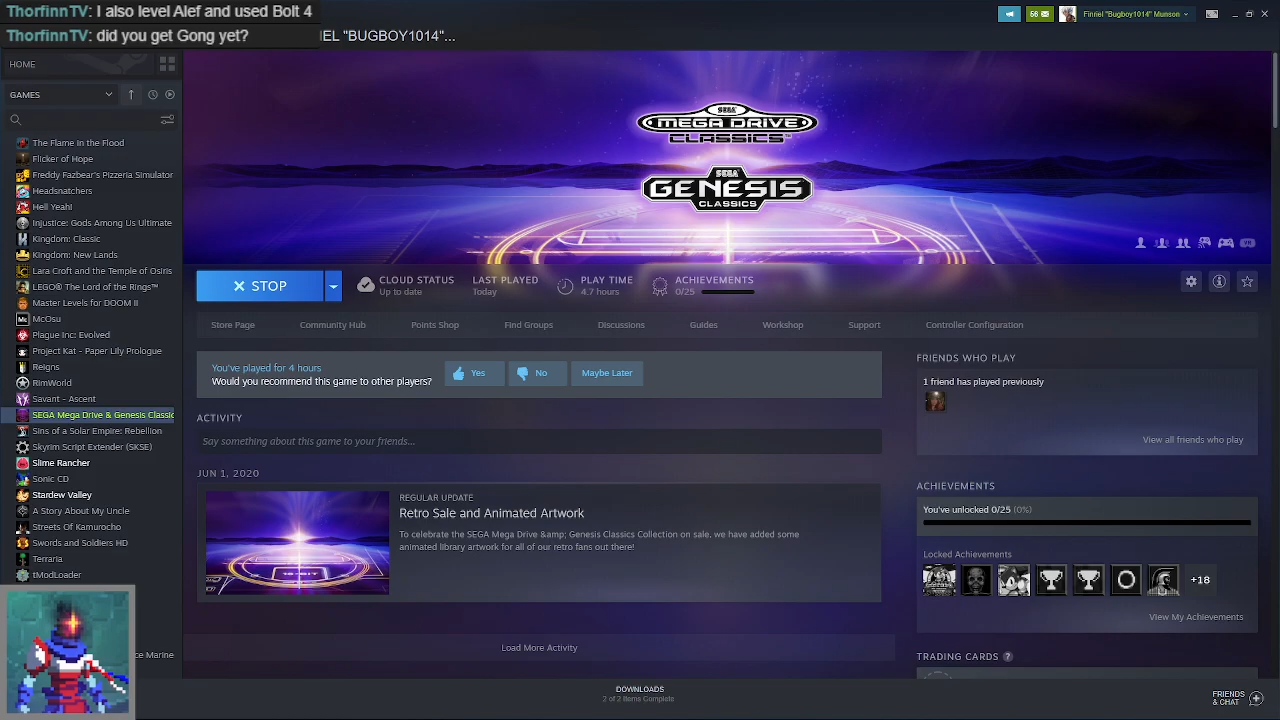 ThorfinnTV: I also level Alef and used Bolt 4
ThorfinnTV: did you get Gong yet?
IEL "BUGBOY1014"...
56
Finniel "Bugboy1014" Munson
HOME
GAMES
in the Flood
Flicker of Hope
Freddy Fazbear's Pizzeria Simulator
Headsnatchers
Helltaker
Injustice: Gods Among Us Ultimate
Kingdom: Classic
Kingdom: New Lands
Lara Croft and the Temple of Osiris
LEGO® The Lord of the Rings™
Master Levels for DOOM II
McOsu
Plague Inc: Evolved
Project Kat - Paper Lily Prologue
Reigns
RimWorld
Savant - Ascent
SEGA Mega Drive & Genesis Classic
Sins of a Solar Empire: Rebellion
Skyrim Script Extender (SKSE)
Slime Rancher
Sonic CD
Stardew Valley
A Story About My Uncle
Streets Of Kamurocho
Swords and Soldiers HD
Terraria
tModLoader
ce Marine
SEGA
MEGA DRIVE
CLASSICS™
SEGA
GENESIS
CLASSICS
VR
STOP
CLOUD STATUS
Up to date
LAST PLAYED
Today
PLAY TIME
4.7 hours
ACHIEVEMENTS
0/25
Store Page
Community Hub
Points Shop
Find Groups
Discussions
Guides
Workshop
Support
Controller Configuration
You've played for 4 hours
Would you recommend this game to other players?
Yes
No
Maybe Later
ACTIVITY
Say something about this game to your friends...
JUN 1, 2020
REGULAR UPDATE
Retro Sale and Animated Artwork
To celebrate the SEGA Mega Drive &amp; Genesis Classics Collection on sale, we have added some
animated library artwork for all of our retro fans out there!
Load More Activity
FRIENDS WHO PLAY
1 friend has played previously
View all friends who play
ACHIEVEMENTS
You've unlocked 0/25 (0%)
Locked Achievements
+18
View My Achievements
TRADING CARDS ?
DOWNLOADS
2 of 2 Items Complete
FRIENDS
& CHAT